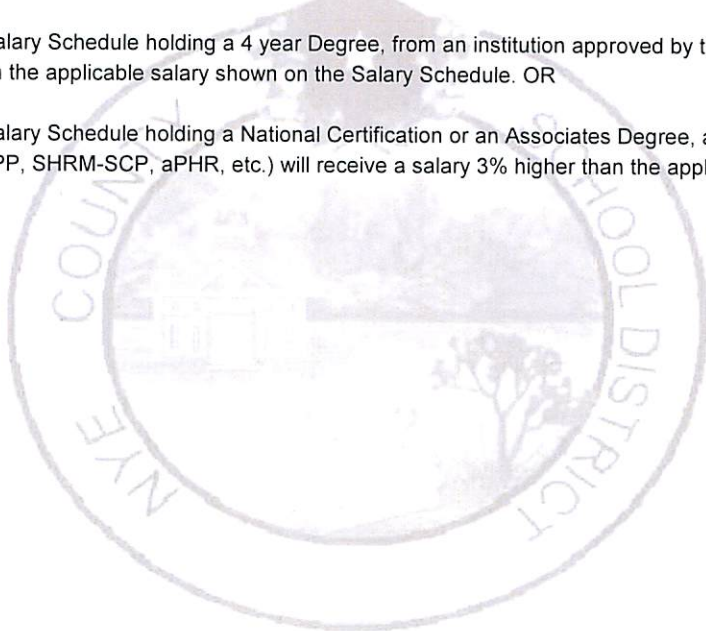 alary Schedule holding a 4 year Degree, from an institution approved by t
the applicable salary shown on the Salary Schedule. OR
alary Schedule holding a National Certification or an Associates Degree, a
PP, SHRM-SCP, aPHR, etc.) will receive a salary 3% higher than the appl
NYE COUNTY SCHOOL DISTRICT